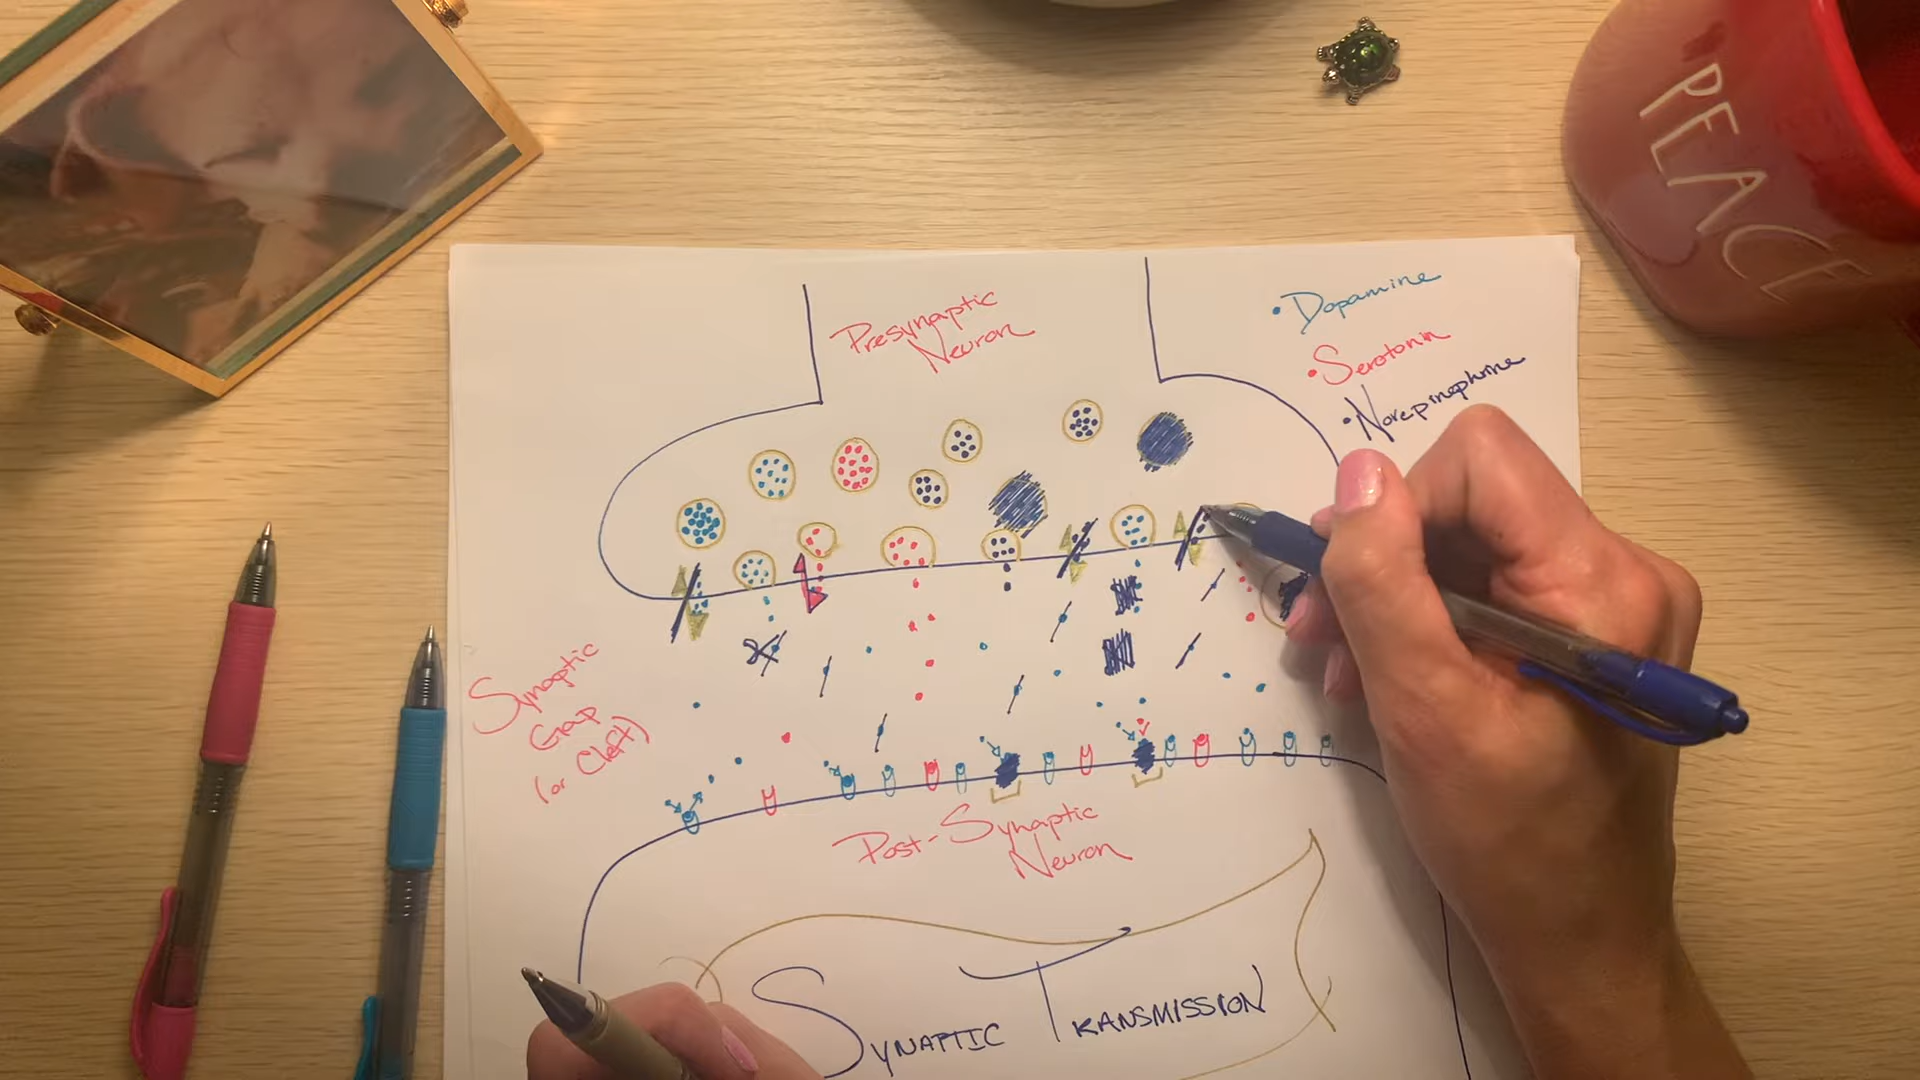 PEACE
• Dopamine
Presynaptic
Neuron
• Serotonin
• Norepinephrine
Synaptic
Gap
(or Cleft)
Post-Synaptic
Neuron
SYNAPTIC TRANSMISSION